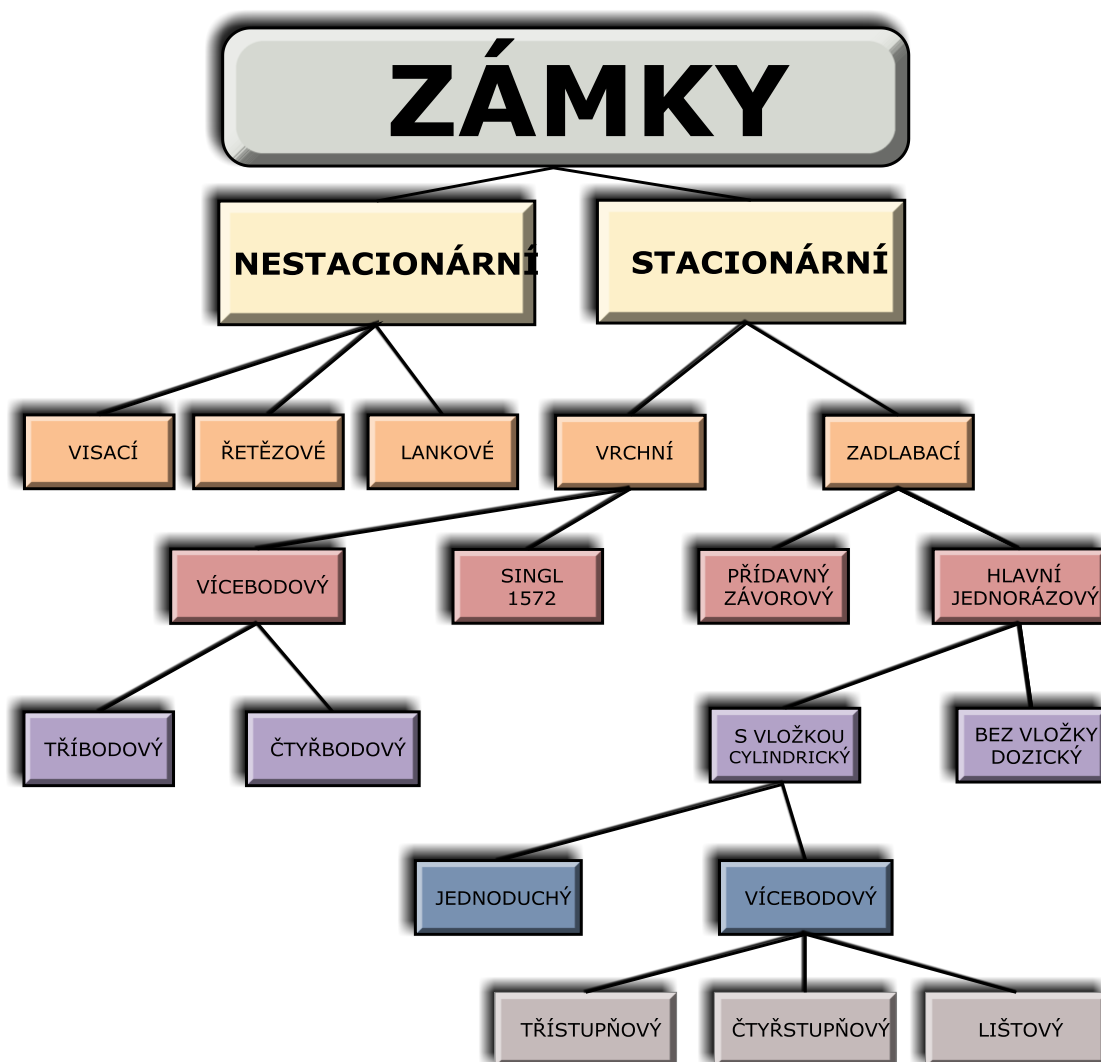 ZÁMKY
NESTACIONÁRNÍ
STACIONÁRNÍ
VISACÍ
ŘETĚZOVÉ
LANKOVÉ
VRCHNÍ
ZADLABACÍ
VÍCEBODOVÝ
SINGL
1572
PŘÍDAVNÝ
ZÁVOROVÝ
HLAVNÍ
JEDNORÁZOVÝ
TŘÍBODOVÝ
ČTYŘBODOVÝ
S VLOŽKOU
CYLINDRICKÝ
BEZ VLOŽKY
DOZICKÝ
JEDNODUCHÝ
VÍCEBODOVÝ
TŘÍSTUPŇOVÝ
ČTYŘSTUPŇOVÝ
LIŠTOVÝ